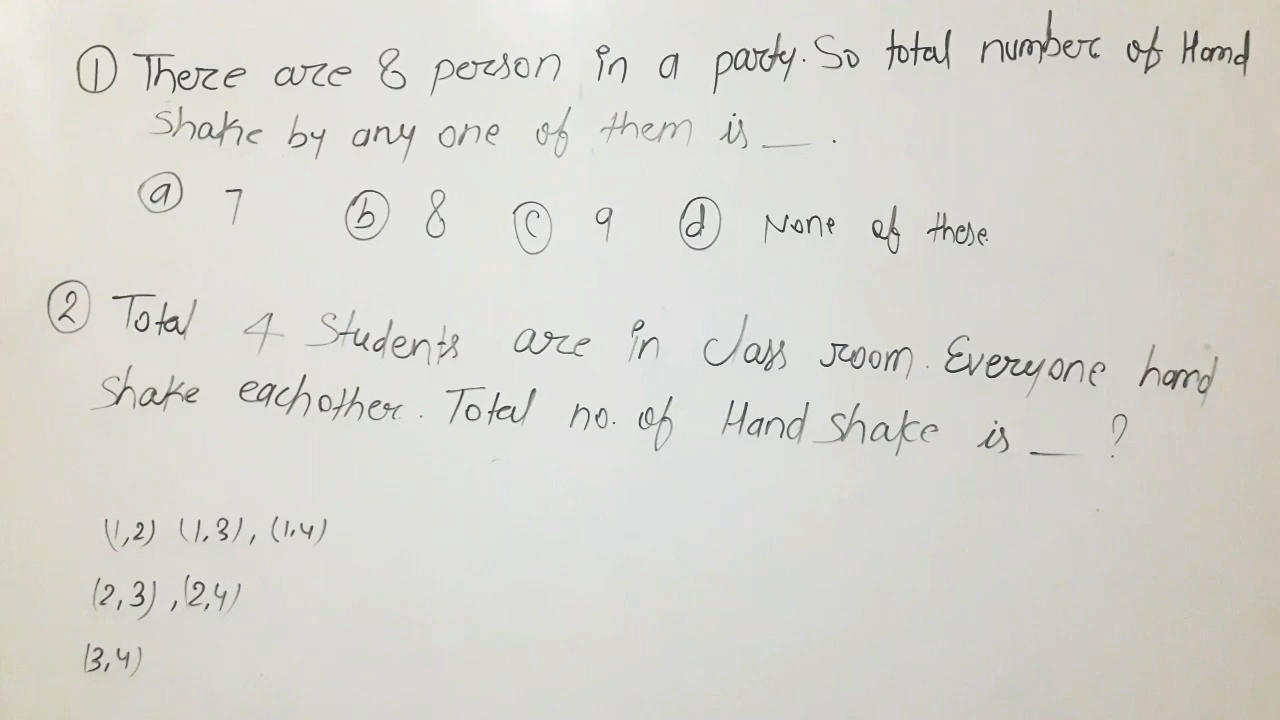 ① There are 8 person in a party. So total number of Hand
Shake by any one of them is __ .
ⓐ 7 ⓑ 8 ⓒ 9 ⓓ None of these
② Total 4 Students are in Class room. Everyone hand
Shake eachother. Total no. of Hand Shake is __ ?
(1,2) (1,3), (1,4)
(2,3), (2,4)
(3,4)